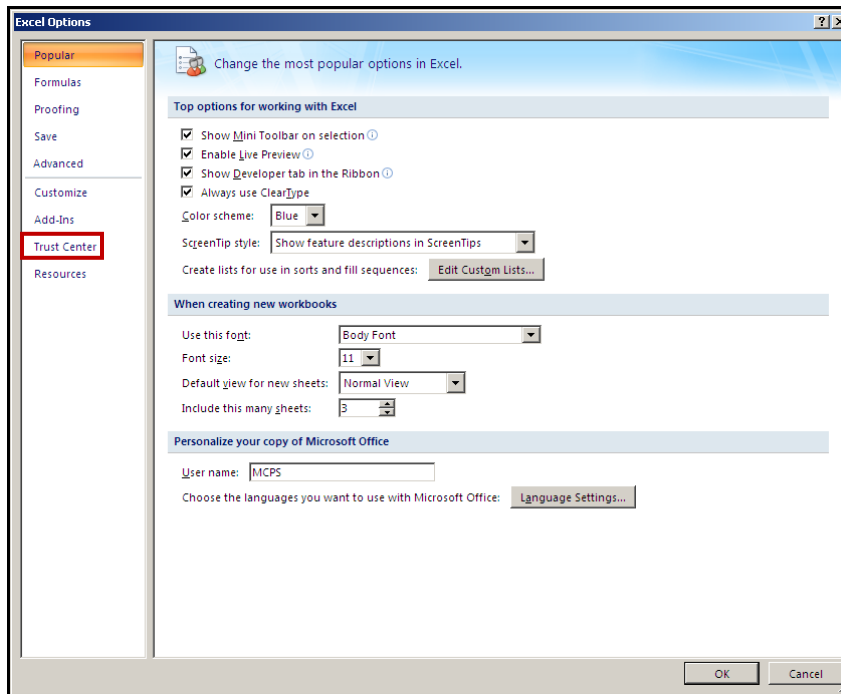 Excel Options
Popular
Formulas
Proofing
Save
Advanced
Customize
Add-Ins
Trust Center
Resources
Change the most popular options in Excel.
Top options for working with Excel
Show Mini Toolbar on selection
Enable Live Preview
Show Developer tab in the Ribbon
Always use ClearType
Color scheme: Blue
ScreenTip style: Show feature descriptions in ScreenTips
Create lists for use in sorts and fill sequences: Edit Custom Lists...
When creating new workbooks
Use this font: Body Font
Font size: 11
Default view for new sheets: Normal View
Include this many sheets: 3
Personalize your copy of Microsoft Office
User name: MCPS
Choose the languages you want to use with Microsoft Office: Language Settings...
OK Cancel